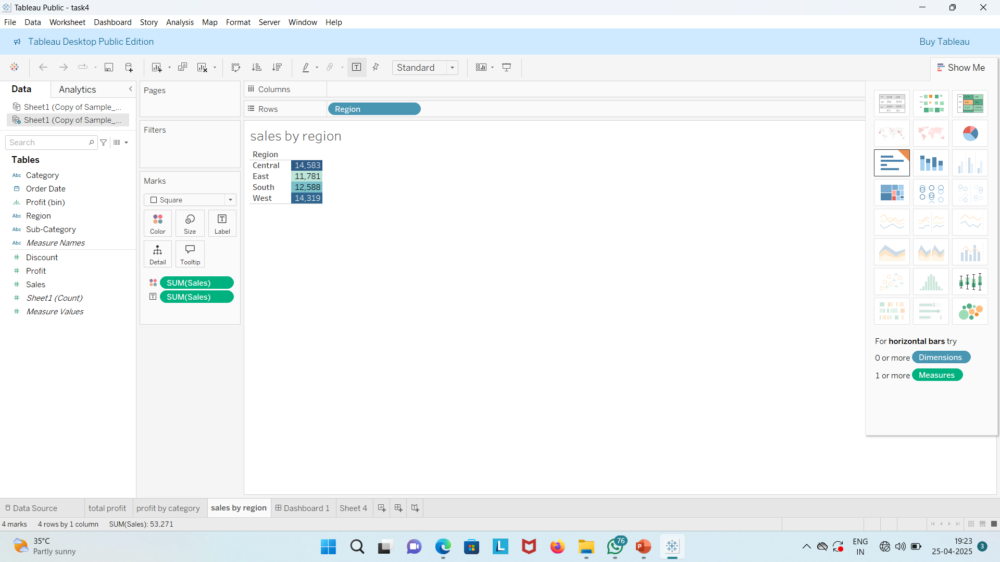 Tableau Public - task4
File Data Worksheet Dashboard Story Analysis Map Format Server Window Help
Tableau Desktop Public Edition
Buy Tableau
Standard
Show Me
Data
Analytics
Sheet1 (Copy of Sample_...
Sheet1 (Copy of Sample_...
Search
Tables
Abc Category
Order Date
Profit (bin)
Abc Region
Abc Sub-Category
Abc Measure Names
# Discount
# Profit
# Sales
# Sheet1 (Count)
# Measure Values
Pages
Filters
Marks
Square
Color Size Label
Detail Tooltip
SUM(Sales)
SUM(Sales)
Columns
Rows Region
sales by region
Region
Central 14,583
East 11,781
South 12,588
West 14,319
For horizontal bars try
0 or more Dimensions
1 or more Measures
Data Source total profit profit by category sales by region Dashboard 1 Sheet 4
4 marks 4 rows by 1 column SUM(Sales): 53,271
35°C
Partly sunny
76
ENG
IN
19:23
25-04-2025
3